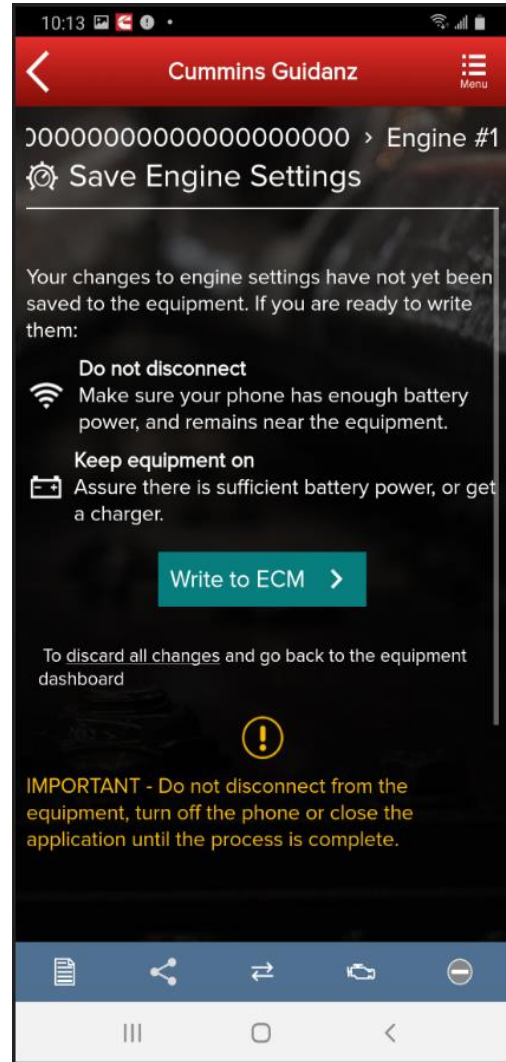 10:13
Cummins Guidanz
Menu
00000000000000000000 > Engine #1
Save Engine Settings
Your changes to engine settings have not yet been
saved to the equipment. If you are ready to write
them:
Do not disconnect
Make sure your phone has enough battery
power, and remains near the equipment.
Keep equipment on
Assure there is sufficient battery power, or get
a charger.
Write to ECM >
To discard all changes and go back to the equipment
dashboard
IMPORTANT - Do not disconnect from the
equipment, turn off the phone or close the
application until the process is complete.